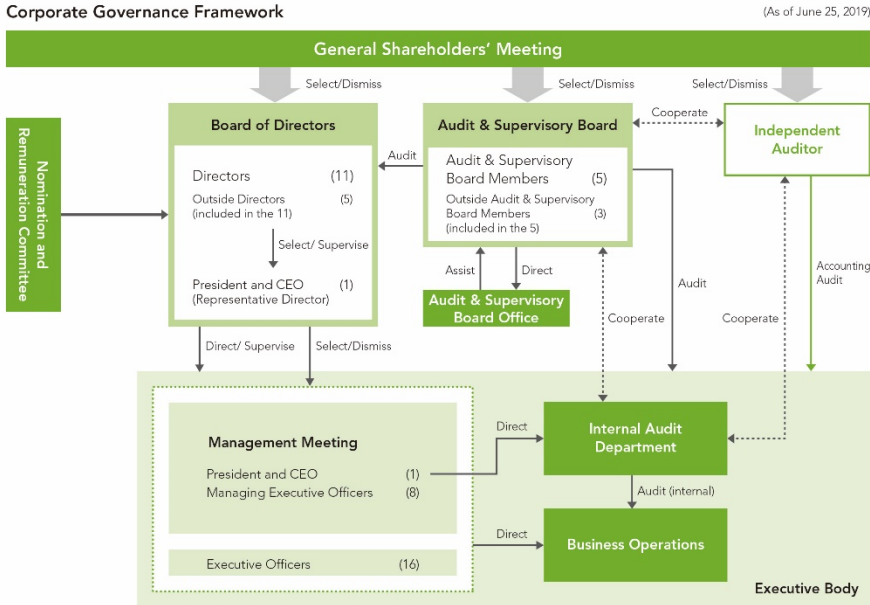 Corporate Governance Framework
(As of June 25, 2019)
General Shareholders' Meeting
Select/Dismiss
Select/Dismiss
Select/Dismiss
Nomination and
Remuneration Committee
Board of Directors
Directors (11)
Outside Directors (5)
(included in the 11)
Select/ Supervise
President and CEO (1)
(Representative Director)
Audit
Audit & Supervisory Board
Audit & Supervisory
Board Members (5)
Outside Audit & Supervisory
Board Members (3)
(included in the 5)
Cooperate
Independent
Auditor
Assist
Direct
Audit & Supervisory
Board Office
Cooperate
Audit
Cooperate
Accounting
Audit
Direct/ Supervise
Select/Dismiss
Management Meeting
President and CEO (1)
Managing Executive Officers (8)
Executive Officers (16)
Direct
Internal Audit
Department
Audit (internal)
Direct
Business Operations
Executive Body